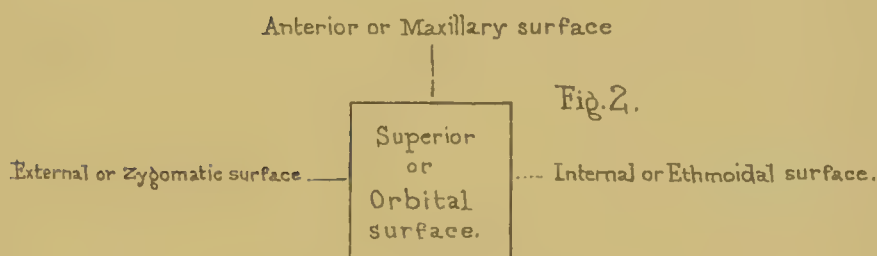 Anterior or Maxillary surface
Fig. 2.
Superior
or
External or Zygomatic surface
Internal or Ethmoidal surface.
Orbital
surface.